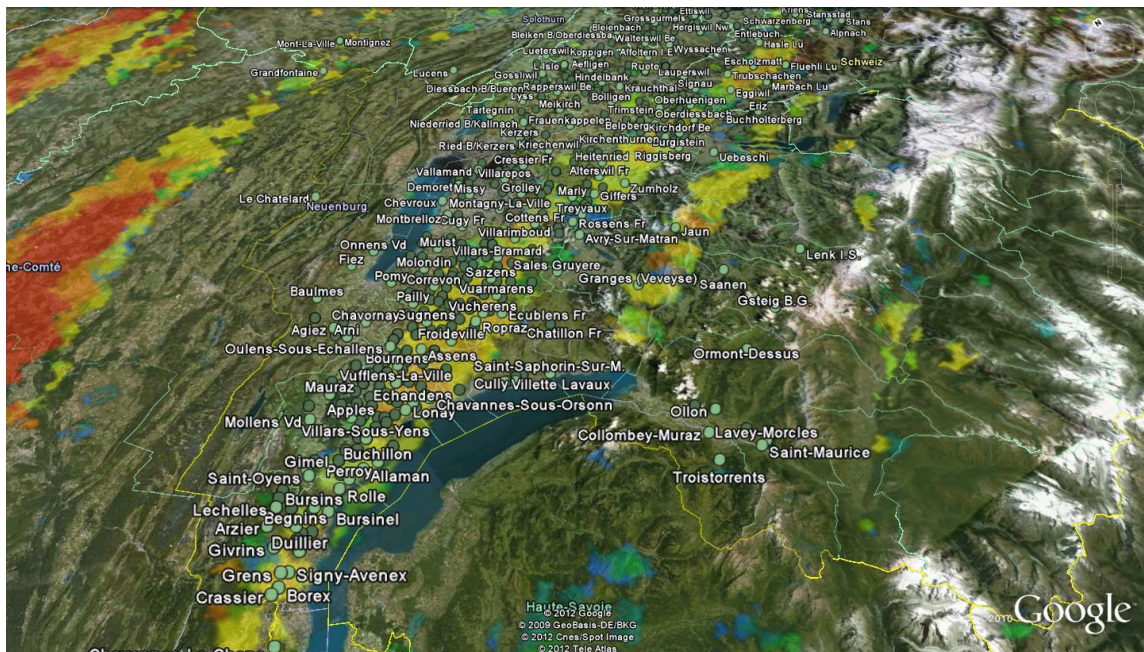 Ettiswil
Kriens
Stansstad
Solothurn
Grossgurmels
Schwarzenberg
Stans
Bleienbach
Hergiswil Nw
Alpnach
Bleiken B/Oberdiessba
Walterswil Be
Entlebuch
Mont-La-Ville
Montignez
Lueterswil
Koppigen
Affoltern I.E
Wyssachen
Hasle Lu
Grandfontaine
Lucens
L Isle
Aefligen
Ruete
Escholzmatt
Fluehli Lu
Schweiz
Gossliwil
Hindelbank
Lauperswil
Trubschachen
Diessbach B/Bueren
Rapperswil Be
Krauchthal
Signau
Marbach Lu
Lyss
Bolligen
Oberhuenigen
Eggiwil
Meikirch
Eriz
Tartegnin
Trimstein
Oberdiessbach
Buchholterberg
Niederried B/Kallnach
Frauenkappelen
Belpberg
Kirchdorf Be
Kerzers
Kirchenthurnen
Burgistein
Ried B/Kerzers
Kriechenwil
Cressier Fr
Heitenried
Riggisberg
Uebeschi
Vallamand
Villarepos
Alterswil Fr
Demoret
Missy
Grolley
Marly
Giffers
Zumholz
Le Chatelard
Neuenburg
Chevroux
Montagny-La-Ville
Treyvaux
Montbrelloz
Cugy Fr
Cottens Fr
Rossens Fr
Villarimboud
Avry-Sur-Matran
Jaun
Onnens Vd
Murist
Villars-Bramard
Lenk I.S.
Fiez
Molondin
Sales Gruyere
ne-Comté
Pomy
Correvon
Sarzens
Granges (Veveyse)
Saanen
Baulmes
Pailly
Vuarmarens
Gsteig B.G.
Vucherens
Chavornay
Sugnens
Ecublens Fr
Agiez
Arni
Froideville
Ropraz
Chatillon Fr
Oulens-Sous-Echallens
Bournens
Assens
Ormont-Dessus
Vufflens-La-Ville
Saint-Saphorin-Sur-M.
Mauraz
Echandens
Cully
Villette Lavaux
Apples
Lonay
Chavannes-Sous-Orsonn
Ollon
Mollens Vd
Villars-Sous-Yens
Collombey-Muraz
Lavey-Morcles
Buchillon
Saint-Maurice
Gimel
Perroy
Allaman
Troistorrents
Saint-Oyens
Bursins
Rolle
Lechelles
Begnins
Bursinel
Arzier
Givrins
Duillier
Grens
Signy-Avenex
Crassier
Borex
Haute-Savoie
© 2012 Google
© 2009 GeoBasis-DE/BKG
© 2012 Cnes/Spot Image
© 2012 Tele Atlas
2010
Google